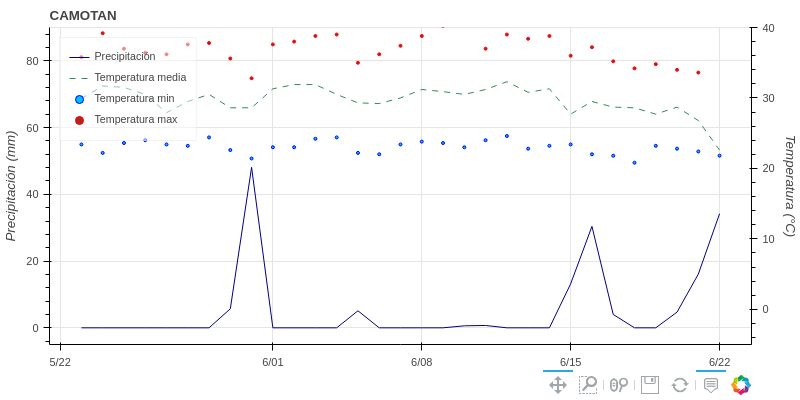 CAMOTAN
Precipitación
Temperatura media
Temperatura min
Temperatura max
Precipitación (mm)
80
60
40
20
0
Temperatura (°C)
40
30
20
10
0
5/22 6/01 6/08 6/15 6/22